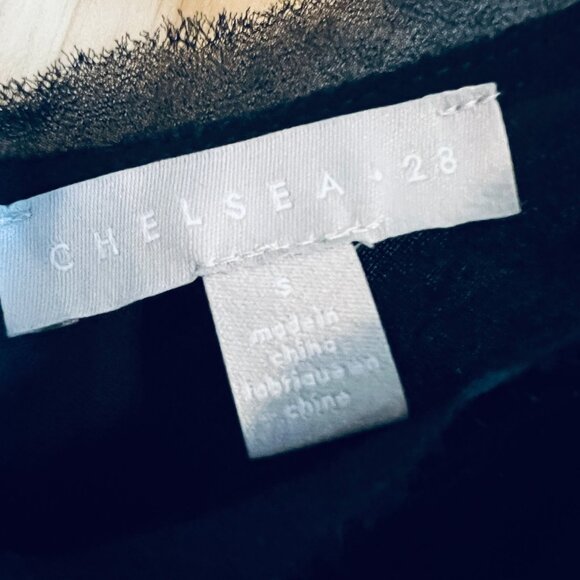 CHELSEA • 28
S
made in
china
fabriqué en
chine